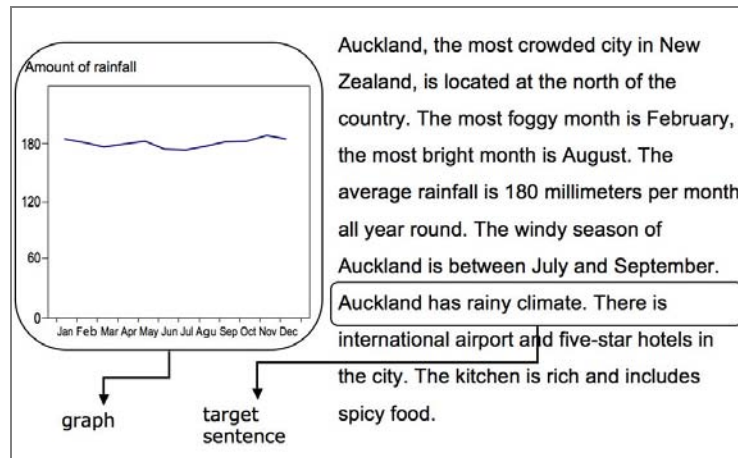 Amount of rainfall
180
120
60
0
Jan Feb Mar Apr May Jun Jul Agu Sep Oct Nov Dec
graph
target
sentence
Auckland, the most crowded city in New
Zealand, is located at the north of the
country. The most foggy month is February,
the most bright month is August. The
average rainfall is 180 millimeters per month
all year round. The windy season of
Auckland is between July and September.
Auckland has rainy climate. There is
international airport and five-star hotels in
the city. The kitchen is rich and includes
spicy food.